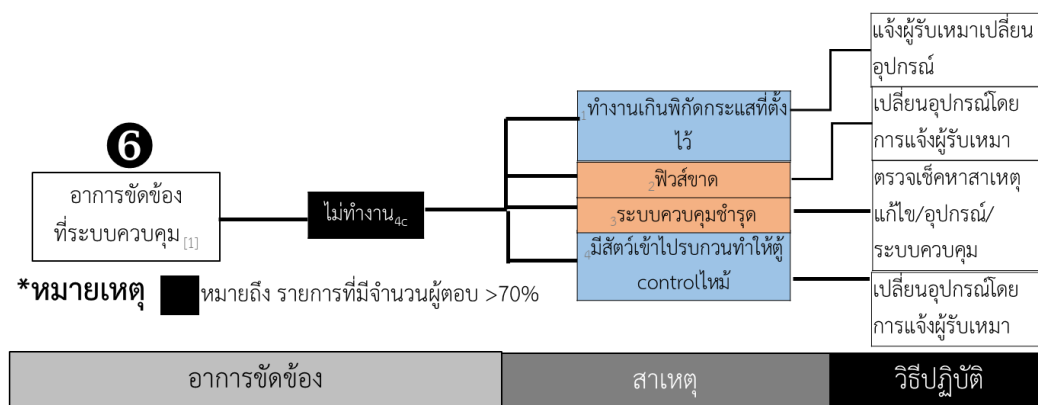 แจ้งผู้รับเหมาเปลี่ยน
อุปกรณ์
1ทำงานเกินพิกัดกระแสที่ตั้ง
ไว้
เปลี่ยนอุปกรณ์โดย
การแจ้งผู้รับเหมา
6
อาการขัดข้อง
ที่ระบบควบคุม[1]
ไม่ทำงาน4c
2ฟิวส์ขาด
3ระบบควบคุมชำรุด
ตรวจเช็คหาสาเหตุ
แก้ไข/อุปกรณ์/
ระบบควบคุม
4มีสัตว์เข้าไปรบกวนทำให้ตู้
controlไหม้
เปลี่ยนอุปกรณ์โดย
การแจ้งผู้รับเหมา
*หมายเหตุ หมายถึง รายการที่มีจำนวนผู้ตอบ >70%
อาการขัดข้อง
สาเหตุ
วิธีปฏิบัติ